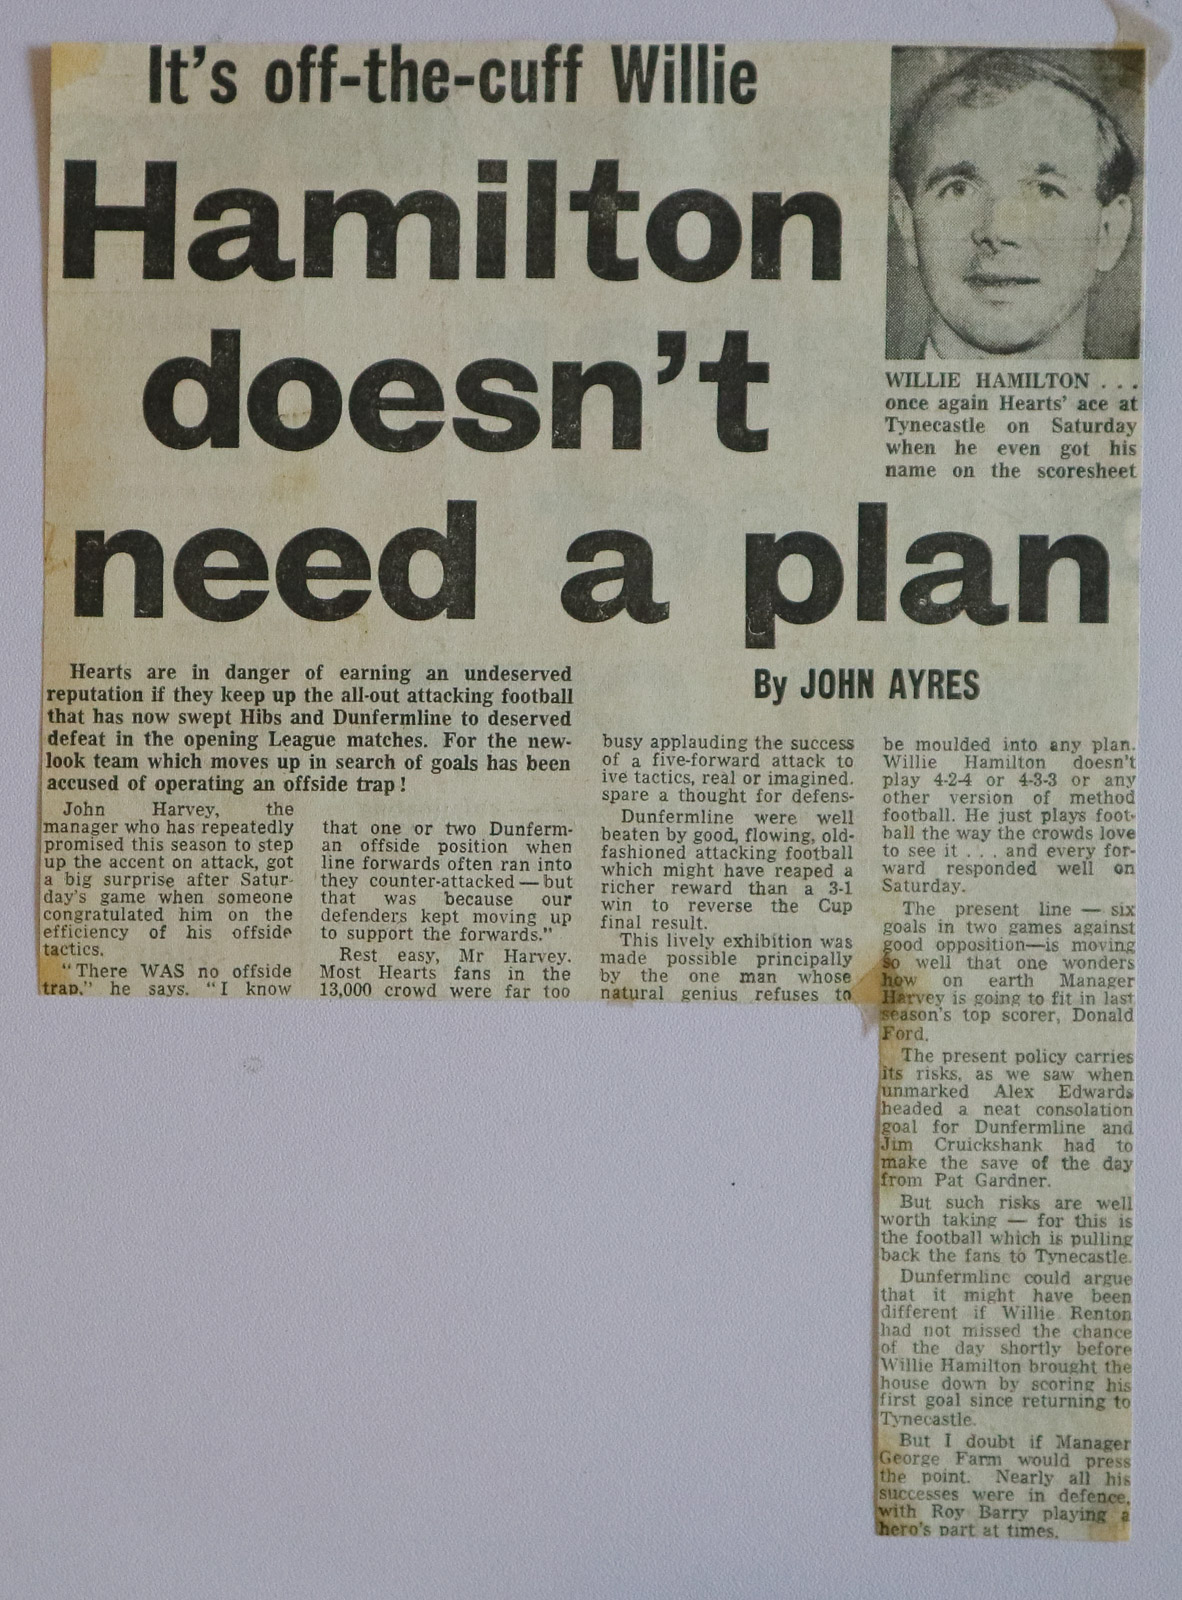 It's off-the-cuff Willie
Hamilton
doesn't
need a plan
WILLIE HAMILTON . . .
once again Hearts' ace at
Tynecastle on Saturday
when he even got his
name on the scoresheet
By JOHN AYRES
Hearts are in danger of earning an undeserved
reputation if they keep up the all-out attacking football
that has now swept Hibs and Dunfermline to deserved
defeat in the opening League matches. For the new-
look team which moves up in search of goals has been
accused of operating an offside trap!
John Harvey, the
manager who has repeatedly
promised this season to step
up the accent on attack, got
a big surprise after Satur-
day's game when someone
congratulated him on the
efficiency of his offside
tactics.
"There WAS no offside
trap," he says. "I know
that one or two Dunferm-
an offside position when
line forwards often ran into
they counter-attacked — but
that was because our
defenders kept moving up
to support the forwards."
Rest easy, Mr Harvey.
Most Hearts fans in the
13,000 crowd were far too
busy applauding the success
of a five-forward attack to
ive tactics, real or imagined.
spare a thought for defens-
Dunfermline were well
beaten by good, flowing, old-
fashioned attacking football
which might have reaped a
richer reward than a 3-1
win to reverse the Cup
final result.
This lively exhibition was
made possible principally
by the one man whose
natural genius refuses to
be moulded into any plan.
Willie Hamilton doesn't
play 4-2-4 or 4-3-3 or any
other version of method
football. He just plays foot-
ball the way the crowds love
to see it . . . and every for-
ward responded well on
Saturday.
The present line — six
goals in two games against
good opposition—is moving
so well that one wonders
how on earth Manager
Harvey is going to fit in last
season's top scorer, Donald
Ford.
The present policy carries
its risks, as we saw when
unmarked Alex Edwards
headed a neat consolation
goal for Dunfermline and
Jim Cruickshank had to
make the save of the day
from Pat Gardner.
But such risks are well
worth taking — for this is
the football which is pulling
back the fans to Tynecastle.
Dunfermline could argue
that it might have been
different if Willie Renton
had not missed the chance
of the day shortly before
Willie Hamilton brought the
house down by scoring his
first goal since returning to
Tynecastle.
But I doubt if Manager
George Farm would press
the point. Nearly all his
successes were in defence,
with Roy Barry playing a
hero's part at times.